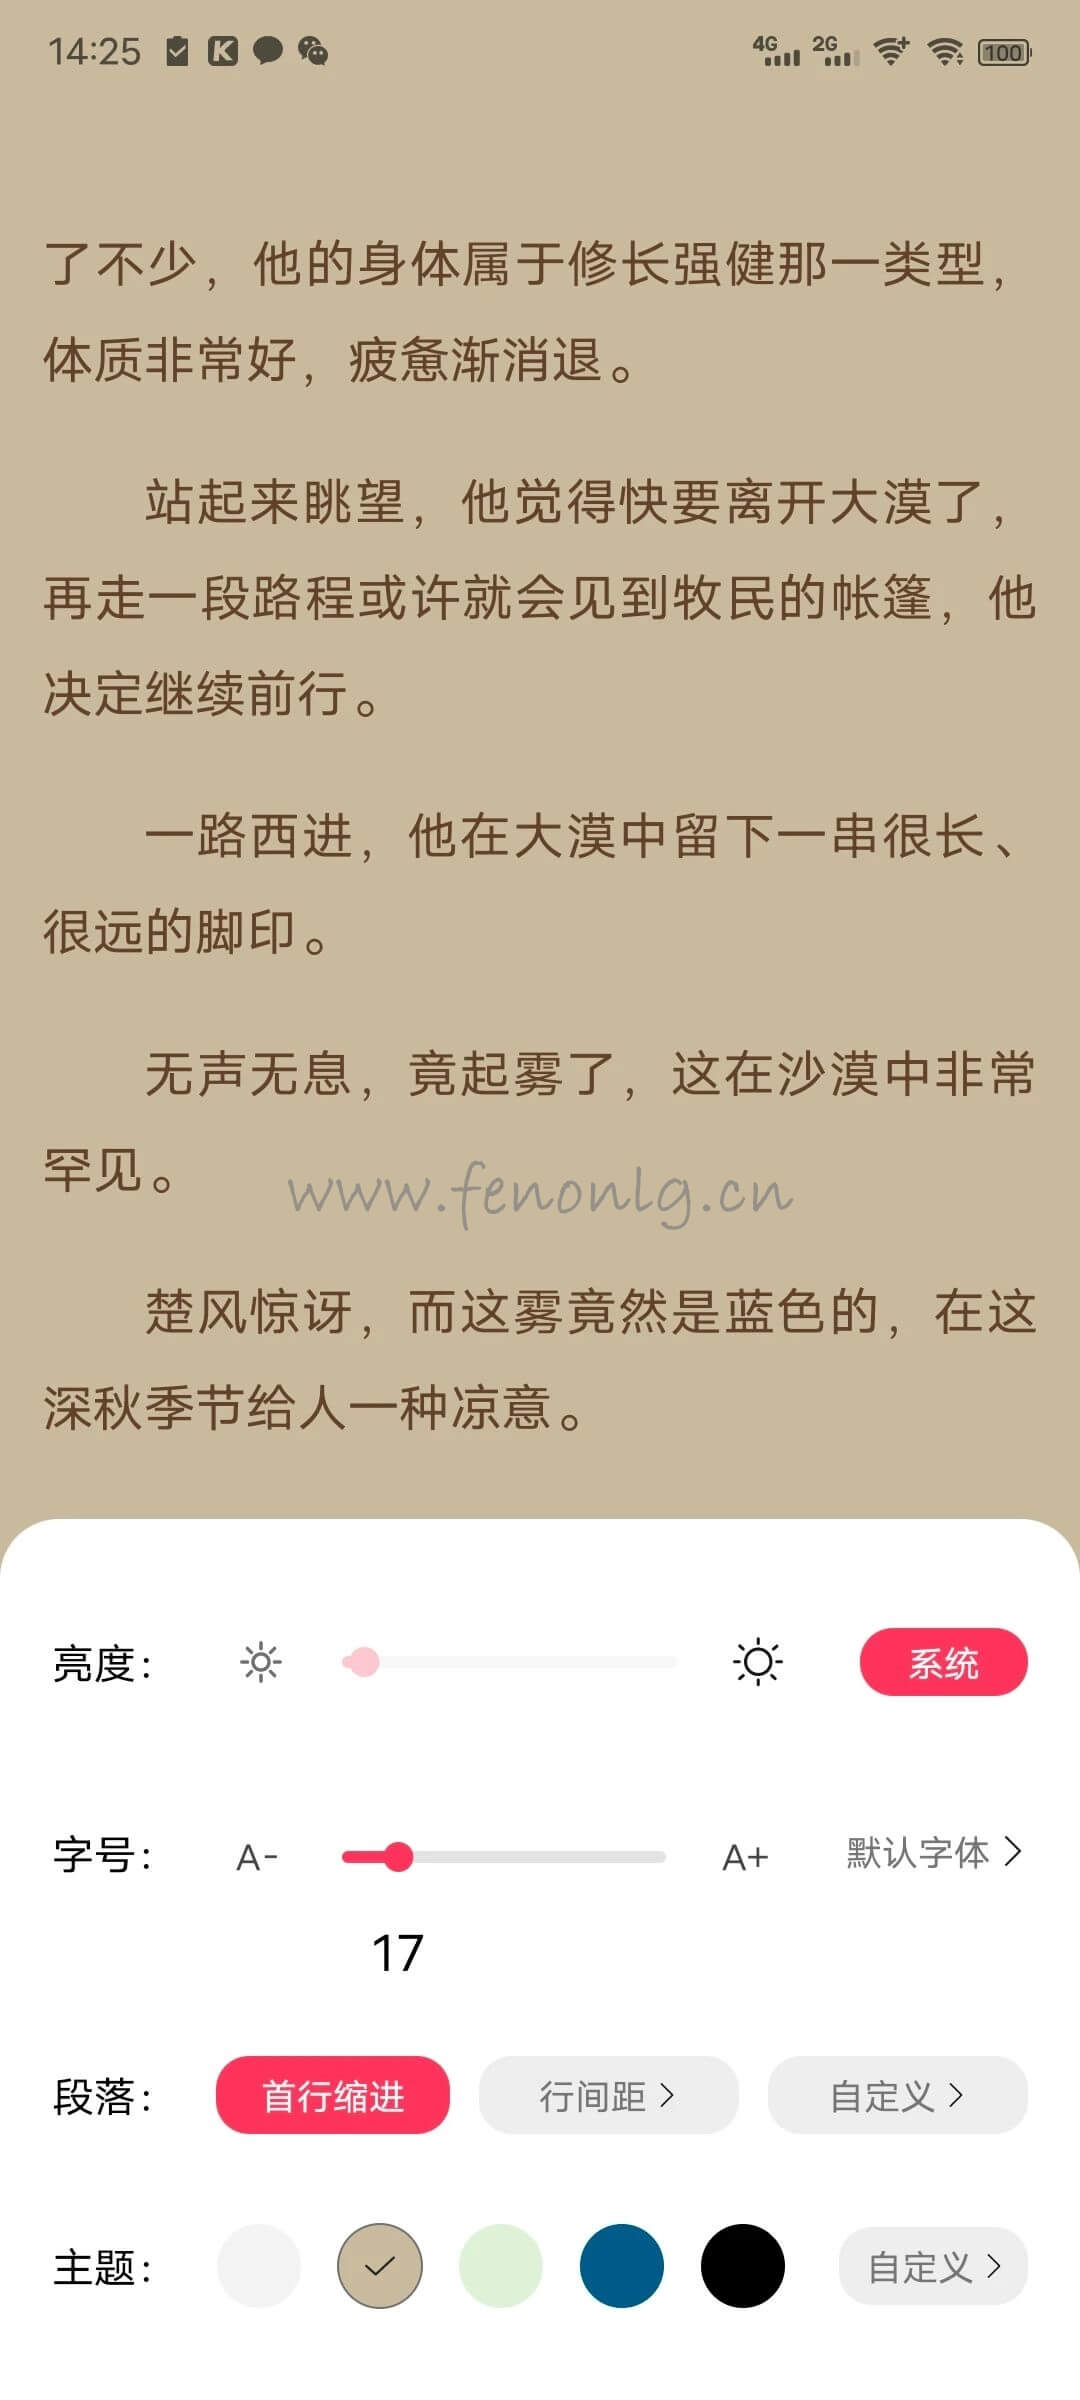 14:25
4G
2G
100
了不少，他的身体属于修长强健那一类型，
体质非常好，疲惫渐消退。
站起来眺望，他觉得快要离开大漠了，
再走一段路程或许就会见到牧民的帐篷，他
决定继续前行。
一路西进，他在大漠中留下一串很长、
很远的脚印。
无声无息，竟起雾了，这在沙漠中非常
罕见。
www.fenonlg.cn
楚风惊讶，而这雾竟然是蓝色的，在这
深秋季节给人一种凉意。
亮度：
系统
字号：
A-
A+
默认字体
17
段落：
首行缩进
行间距
自定义
主题：
自定义